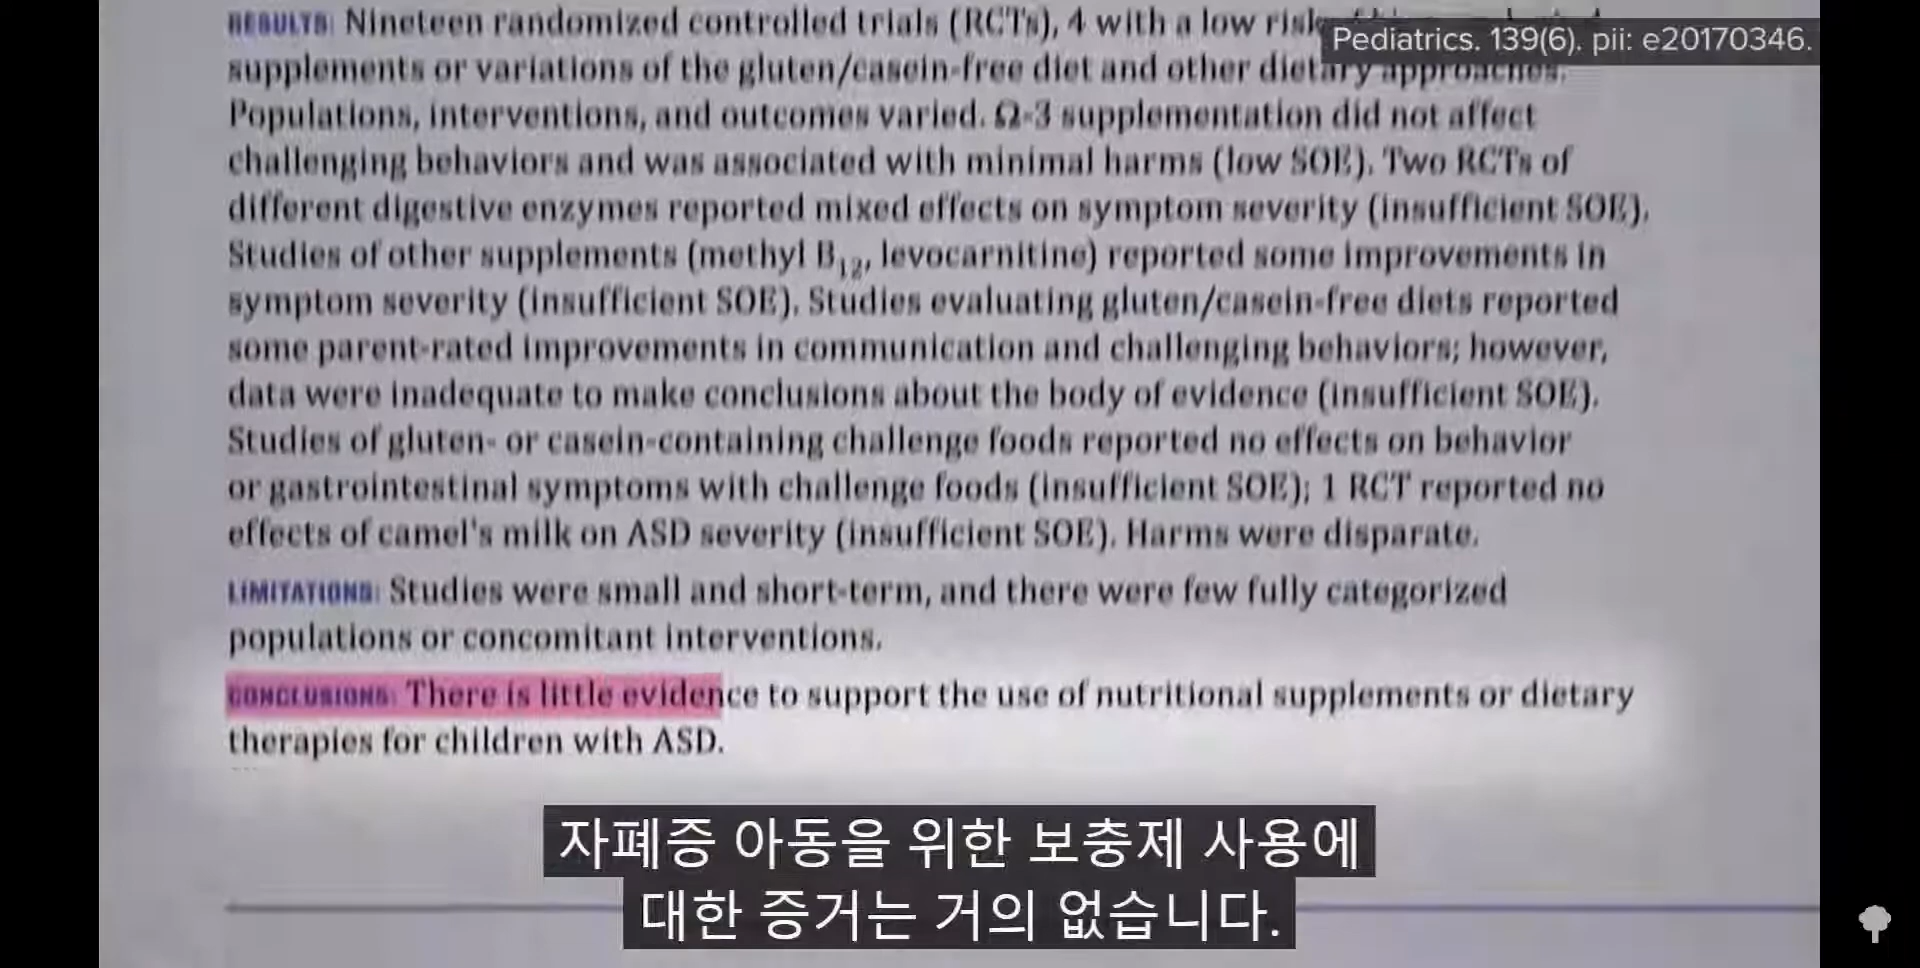 RESULTS: Nineteen randomized controlled trials (RCTs), 4 with a low risk
Pediatrics. 139(6). pii: e20170346.
supplements or variations of the gluten/casein-free diet and other dietary approaches.
Populations, interventions, and outcomes varied. Ω-3 supplementation did not affect
challenging behaviors and was associated with minimal harms (low SOE). Two RCTs of
different digestive enzymes reported mixed effects on symptom severity (insufficient SOE).
Studies of other supplements (methyl B12, levocarnitine) reported some improvements in
symptom severity (insufficient SOE). Studies evaluating gluten/casein-free diets reported
some parent-rated improvements in communication and challenging behaviors; however,
data were inadequate to make conclusions about the body of evidence (insufficient SOE).
Studies of gluten- or casein-containing challenge foods reported no effects on behavior
or gastrointestinal symptoms with challenge foods (insufficient SOE); 1 RCT reported no
effects of camel's milk on ASD severity (insufficient SOE). Harms were disparate.
LIMITATIONS: Studies were small and short-term, and there were few fully categorized
populations or concomitant interventions.
CONCLUSIONS: There is little evidence to support the use of nutritional supplements or dietary
therapies for children with ASD.
자폐증 아동을 위한 보충제 사용에
대한 증거는 거의 없습니다.